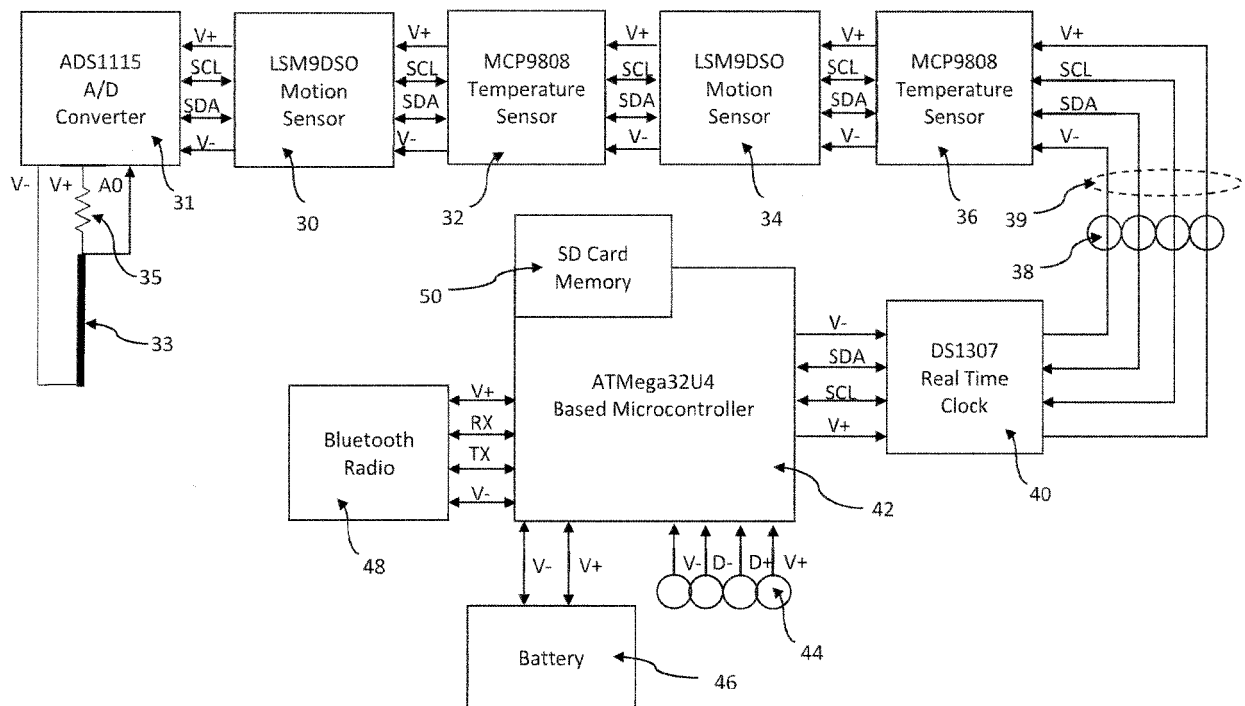 ADS1115
A/D
Converter
31
V+
SCL
SDA
V-
LSM9DSO
Motion
Sensor
30
V+
SCL
SDA
V-
MCP9808
Temperature
Sensor
32
V+
SCL
SDA
V-
LSM9DSO
Motion
Sensor
34
V+
SCL
SDA
V-
MCP9808
Temperature
Sensor
36
V+
SCL
SDA
V-
39
38
V- V+ A0
35
33
SD Card
Memory
50
ATMega32U4
Based Microcontroller
42
V-
SDA
SCL
V+
DS1307
Real Time
Clock
40
Bluetooth
Radio
48
V+
RX
TX
V-
V- V+
V- D- D+ V+
44
Battery
46